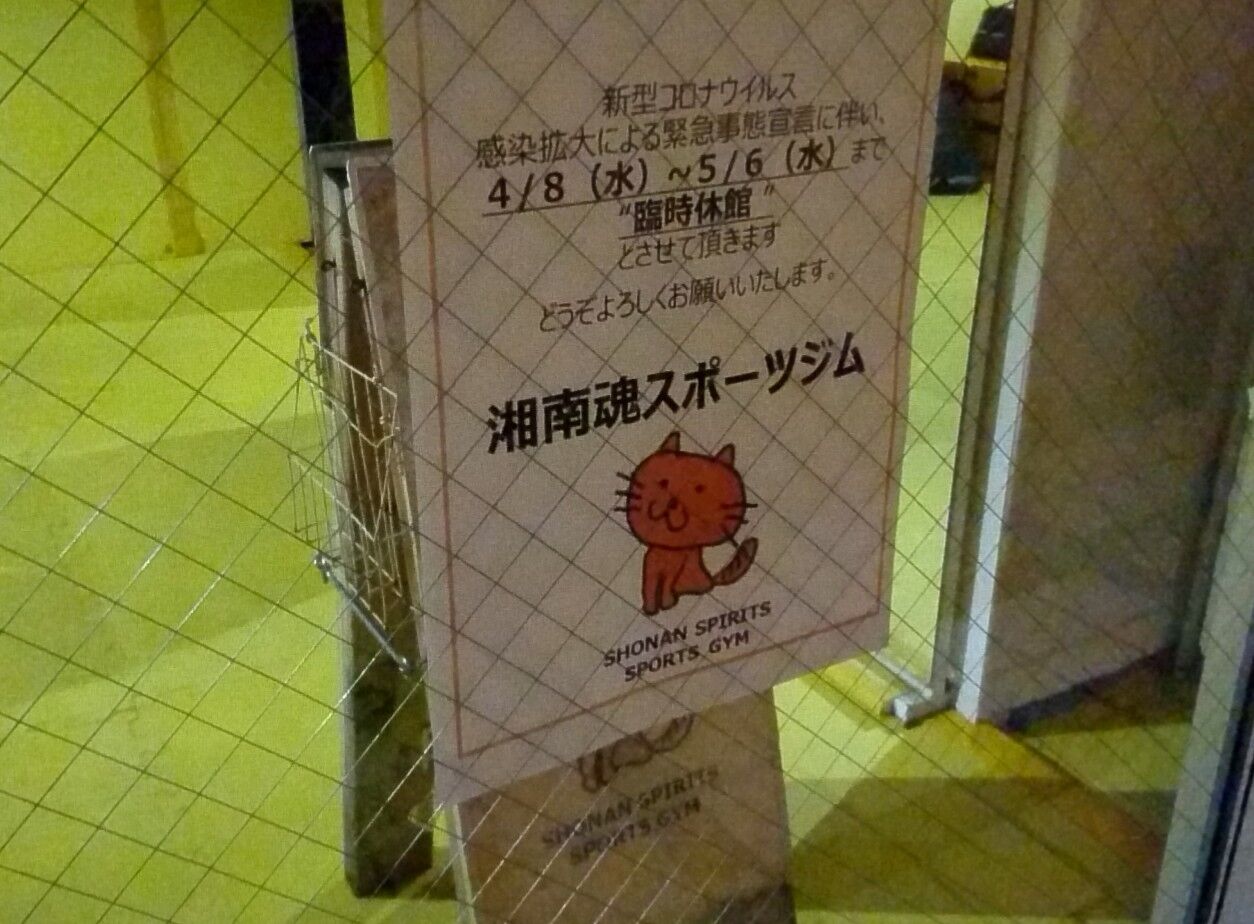 新型コロナウイルス
感染拡大による緊急事態宣言に伴い、
4/8（水）~5/6（水）まで
“臨時休館”
とさせて頂きます
どうぞよろしくお願いいたします。
湘南魂スポーツジム
SHONAN SPIRITS
SPORTS GYM
SHONAN SPIRITS
SPORTS GYM